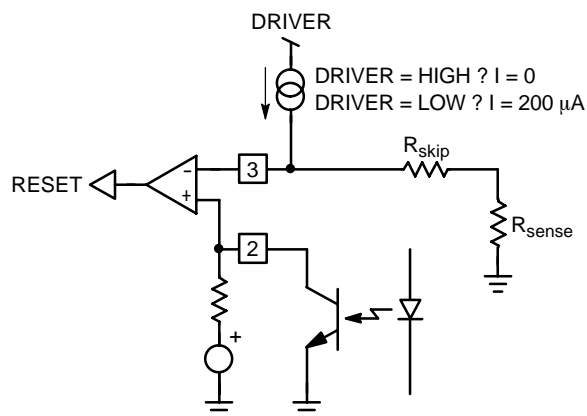 DRIVER
DRIVER = HIGH ? I = 0
DRIVER = LOW ? I = 200 μA
Rskip
3
-
RESET
+
Rsense
2
+